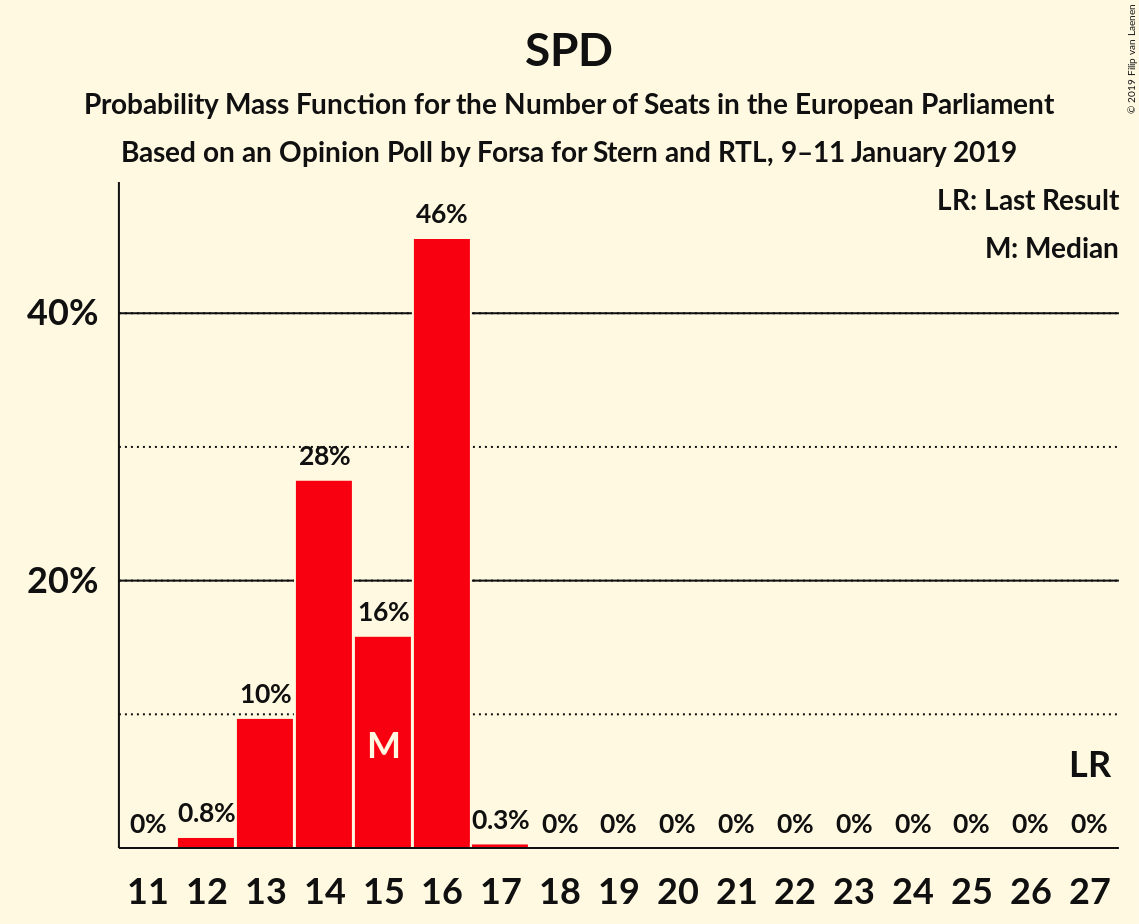 SPD
Probability Mass Function for the Number of Seats in the European Parliament
Based on an Opinion Poll by Forsa for Stern and RTL, 9–11 January 2019
© 2019 Filip van Laenen
LR: Last Result
M: Median
46%
40%
28%
20%
16%
10%
M
LR
0% 0.8% 0.3% 0% 0% 0% 0% 0% 0% 0% 0% 0% 0%
11 12 13 14 15 16 17 18 19 20 21 22 23 24 25 26 27